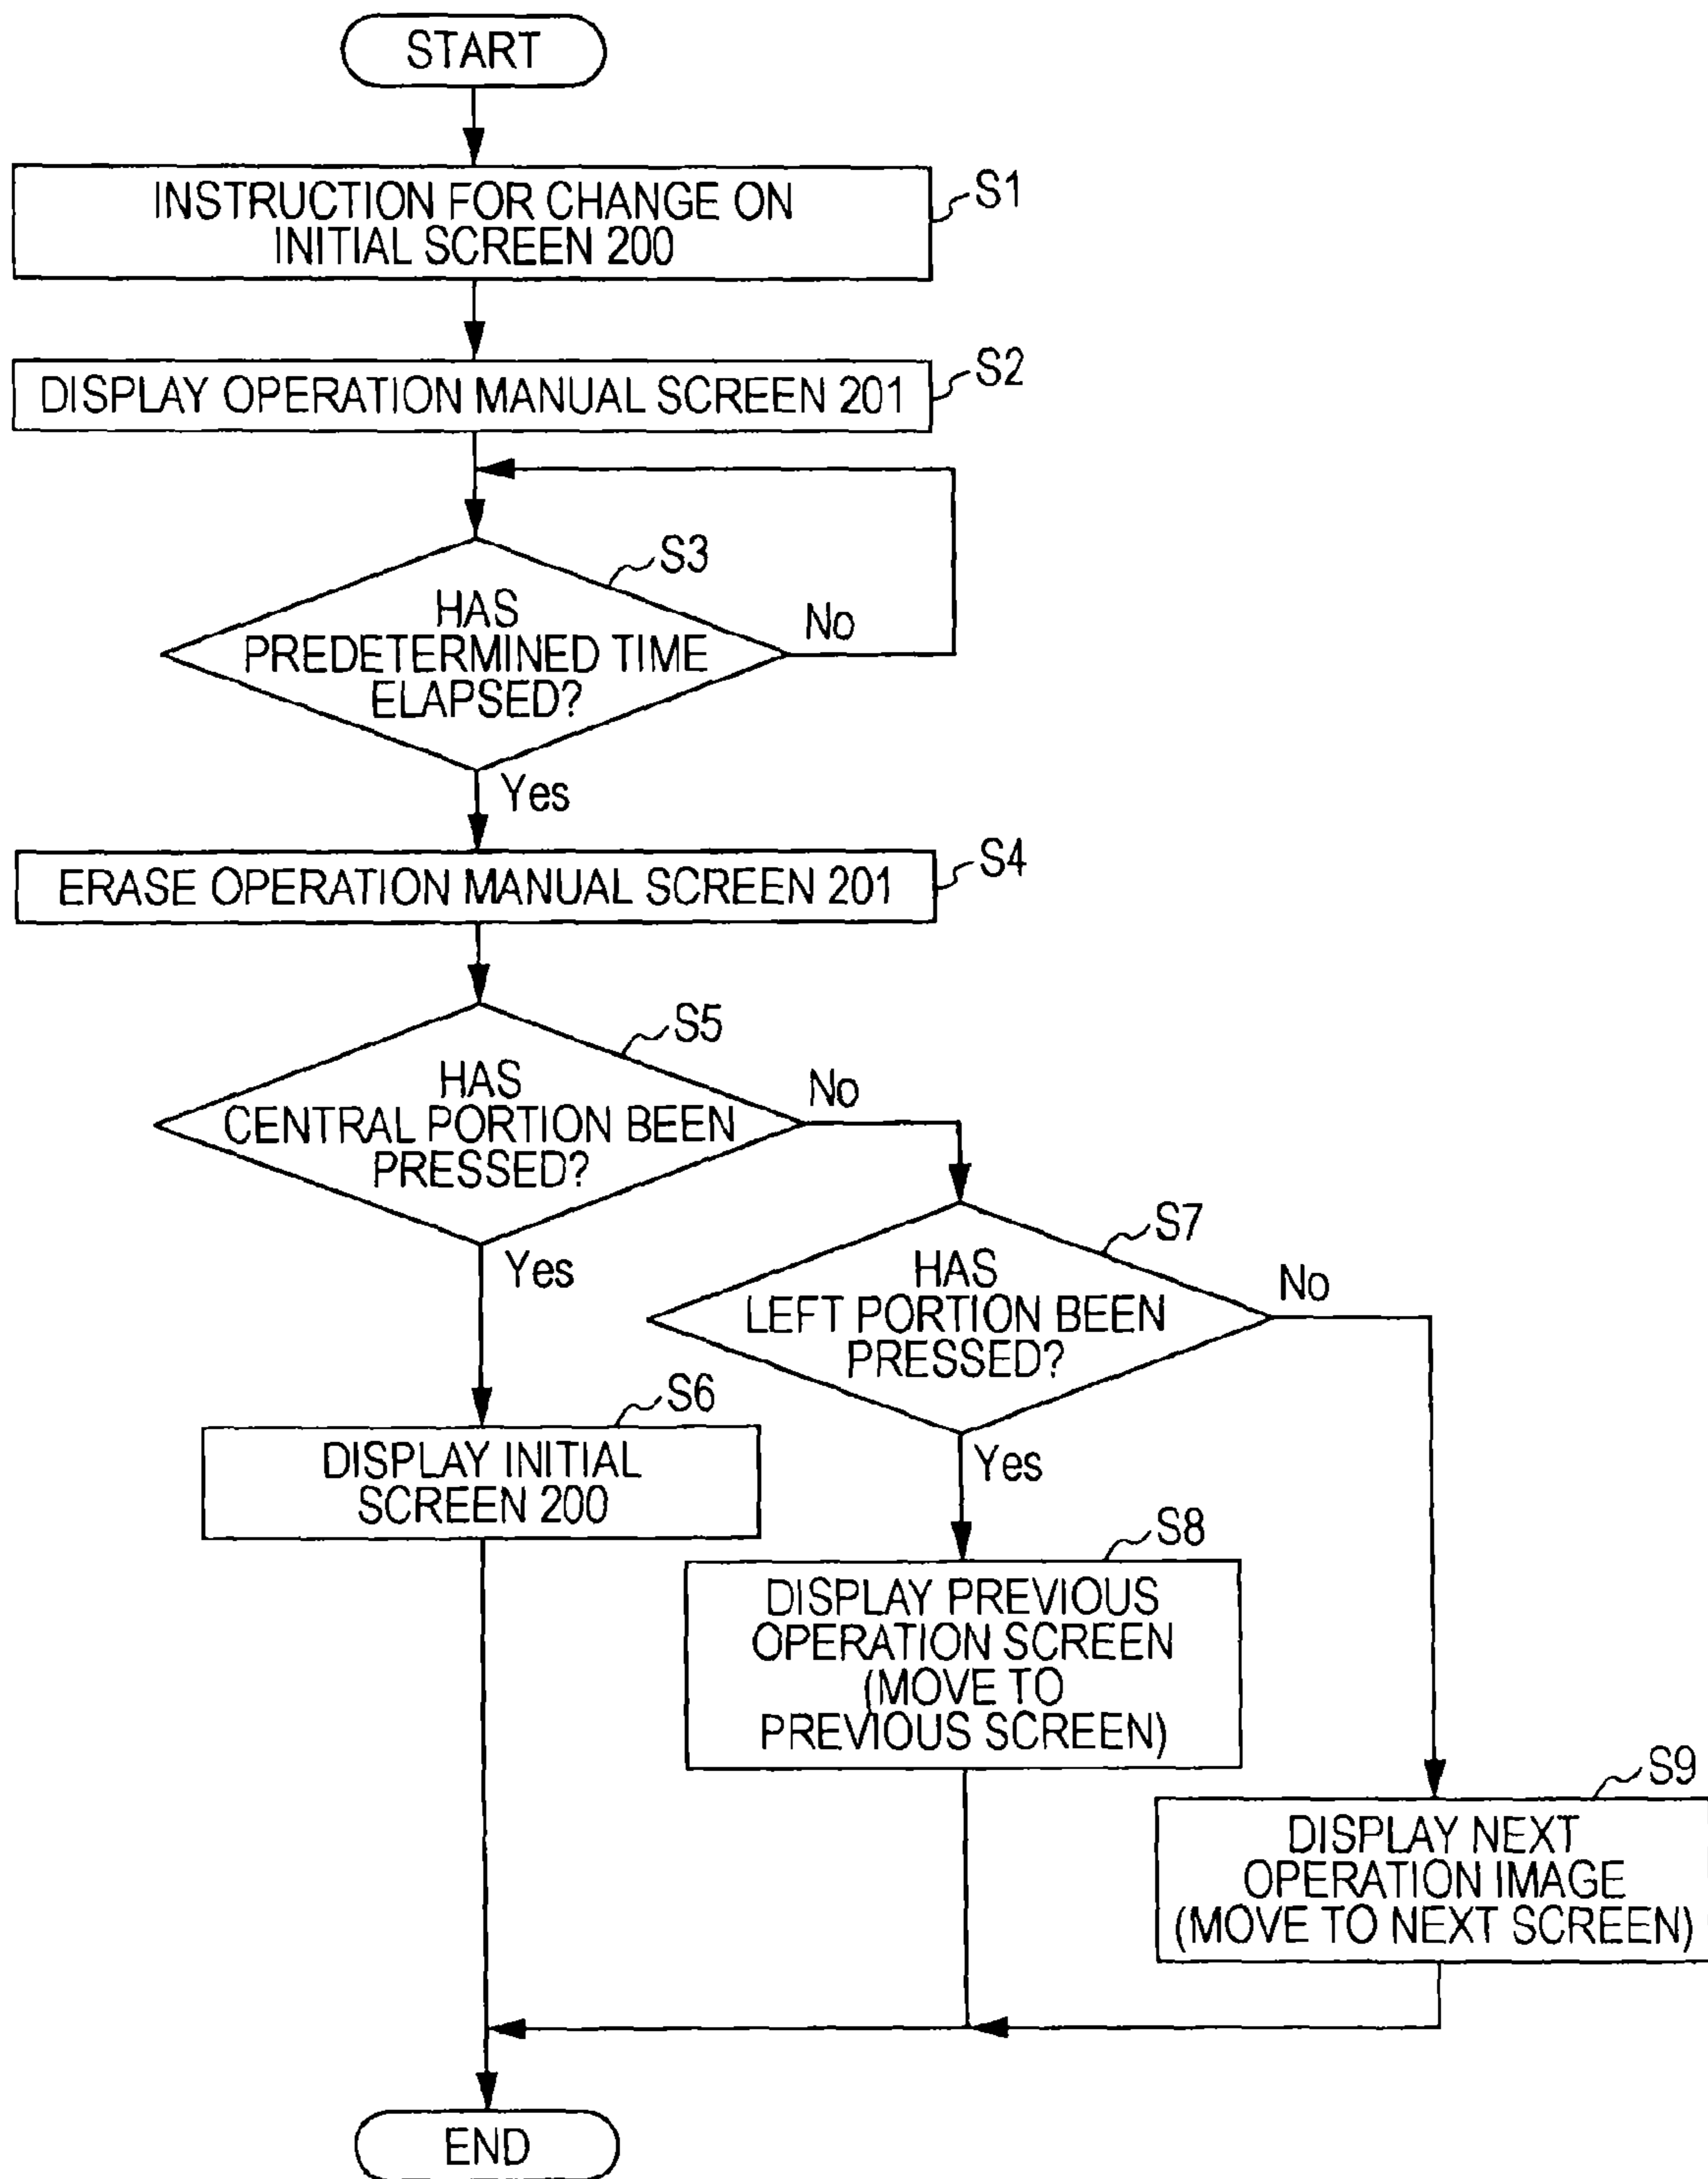 START
INSTRUCTION FOR CHANGE ON
INITIAL SCREEN 200
S1
DISPLAY OPERATION MANUAL SCREEN 201
S2
S3
HAS
PREDETERMINED TIME
ELAPSED?
No
Yes
ERASE OPERATION MANUAL SCREEN 201
S4
S5
HAS
CENTRAL PORTION BEEN
PRESSED?
No
Yes
S7
HAS
LEFT PORTION BEEN
PRESSED?
No
Yes
S6
DISPLAY INITIAL
SCREEN 200
S8
DISPLAY PREVIOUS
OPERATION SCREEN
(MOVE TO
PREVIOUS SCREEN)
S9
DISPLAY NEXT
OPERATION IMAGE
(MOVE TO NEXT SCREEN)
END